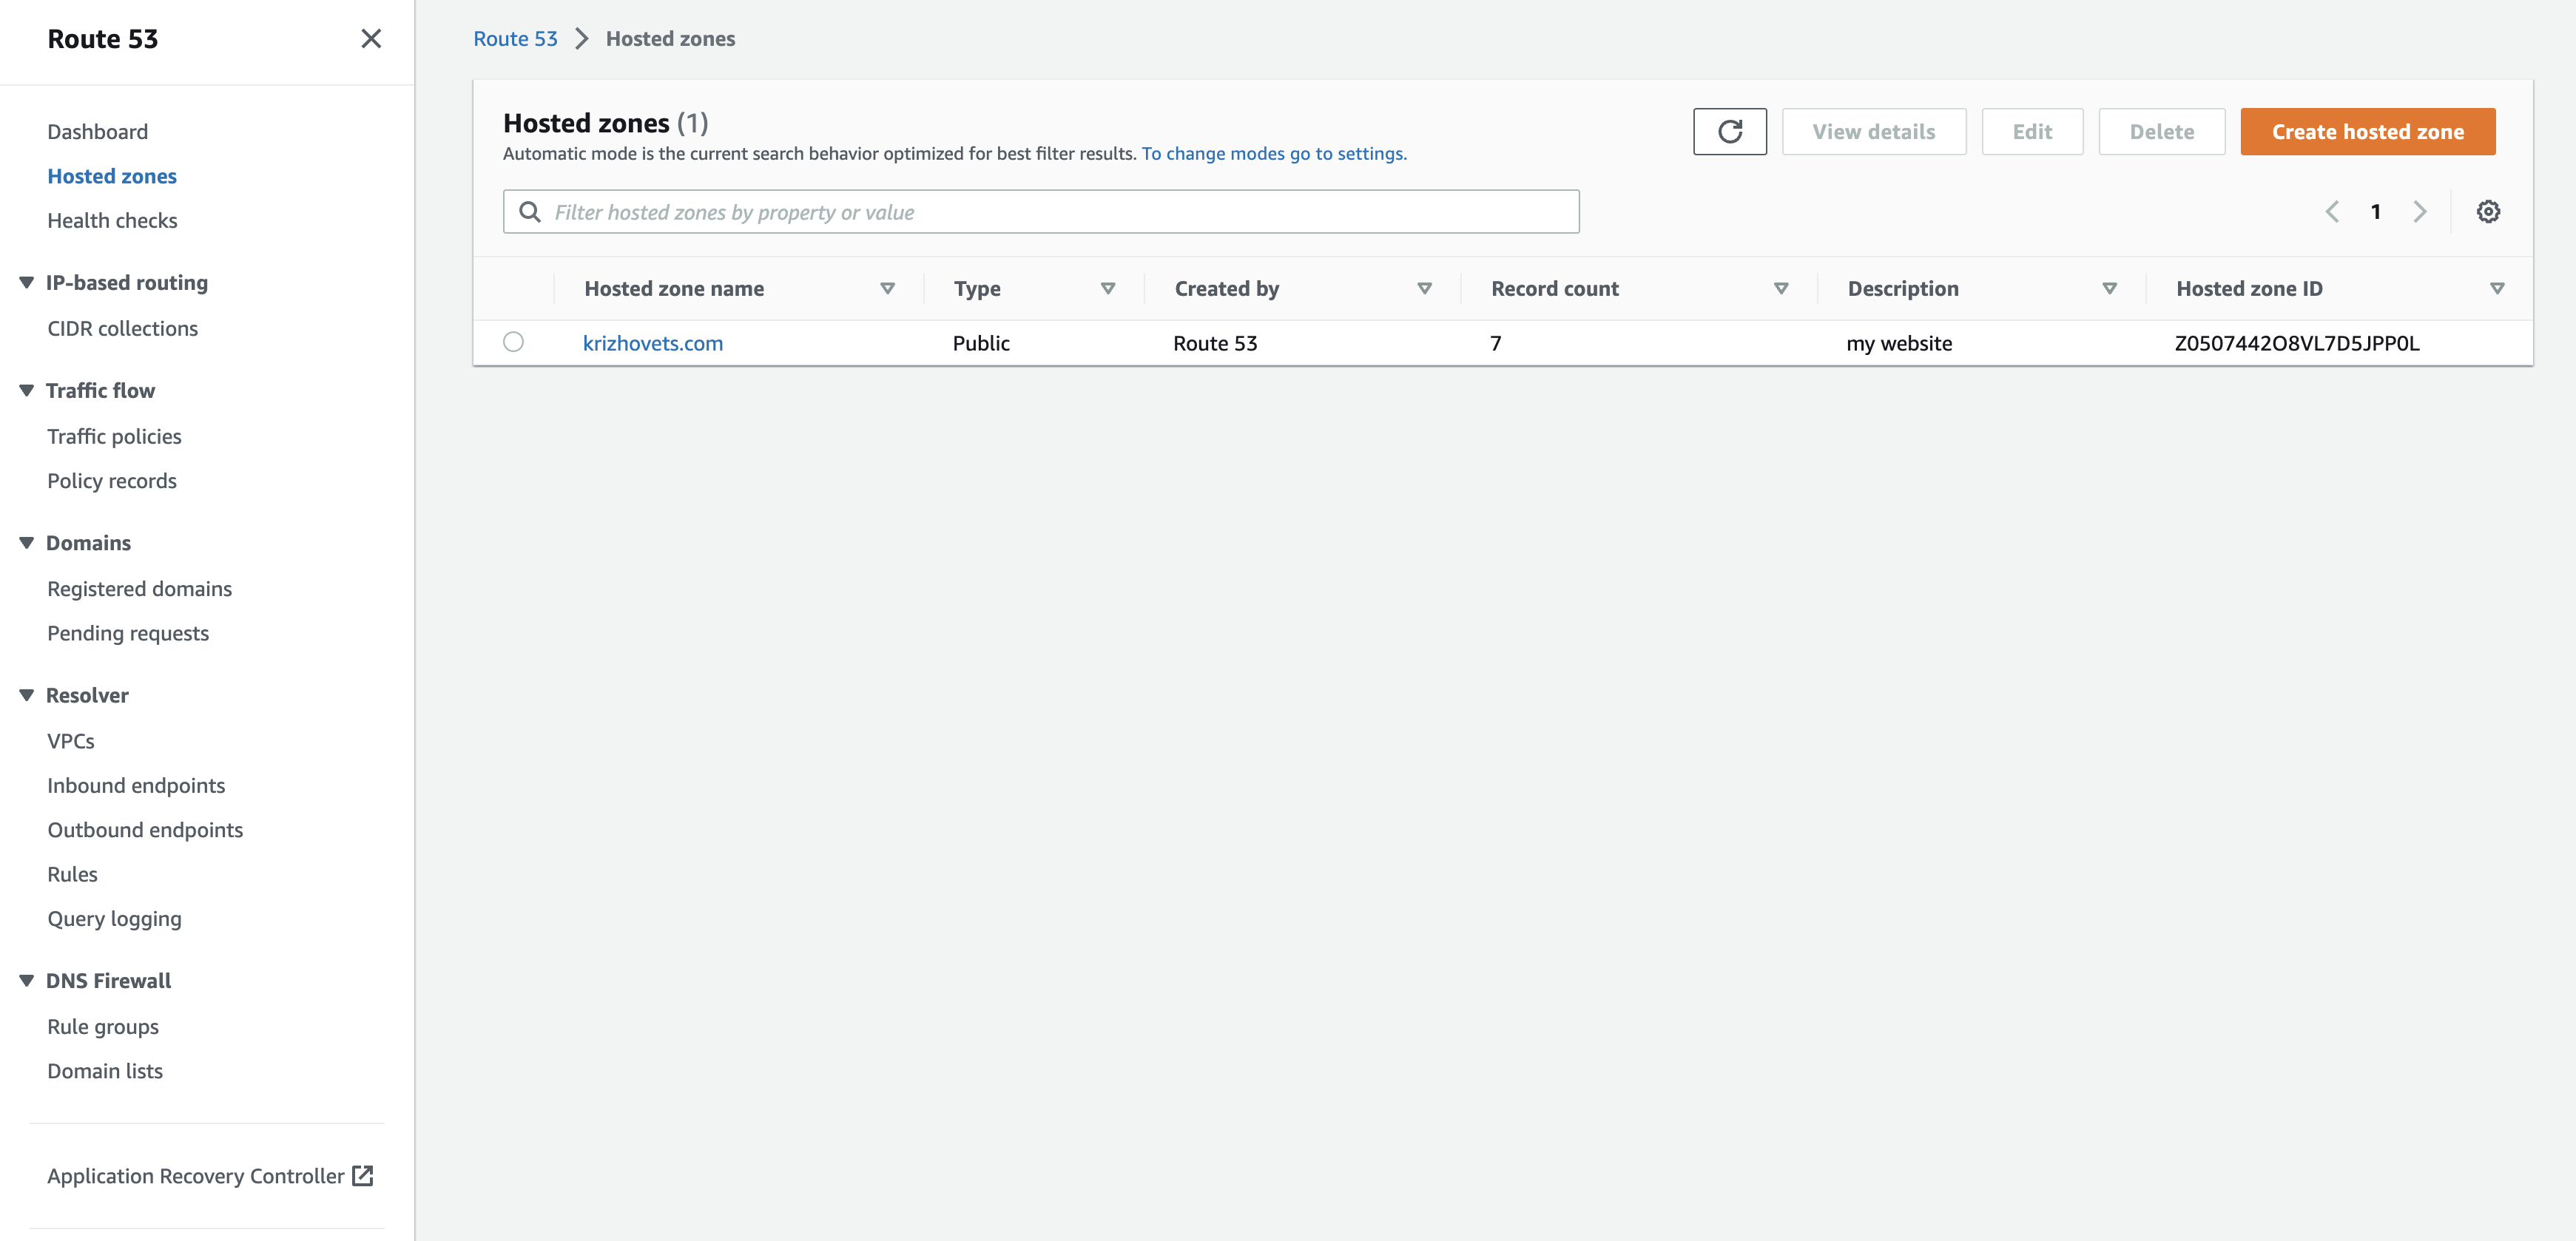 Route 53
Dashboard
Hosted zones
Health checks
IP-based routing
CIDR collections
Traffic flow
Traffic policies
Policy records
Domains
Registered domains
Pending requests
Resolver
VPCs
Inbound endpoints
Outbound endpoints
Rules
Query logging
DNS Firewall
Rule groups
Domain lists
Application Recovery Controller
Route 53 > Hosted zones
Hosted zones (1)
Automatic mode is the current search behavior optimized for best filter results. To change modes go to settings.
View details Edit Delete Create hosted zone
Filter hosted zones by property or value
1
Hosted zone name Type Created by Record count Description Hosted zone ID
krizhovets.com Public Route 53 7 my website Z0507442O8VL7D5JPP0L